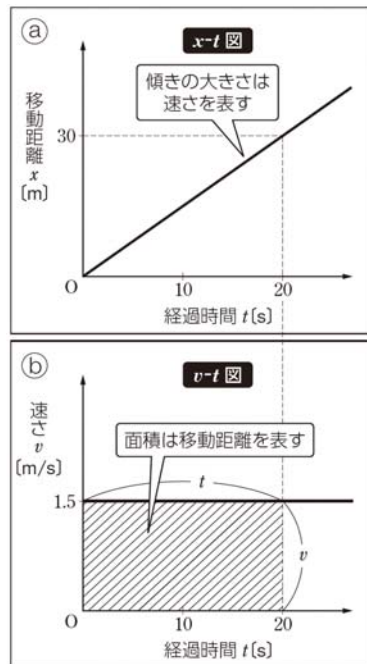 ⓐ
x-t 図
傾きの大きさは
速さを表す
移動距離 x
〔m〕
30
O
10
20
経過時間 t〔s〕
ⓑ
v-t 図
速さ v
〔m/s〕
面積は移動距離を表す
t
1.5
v
0
O
10
20
経過時間 t〔s〕